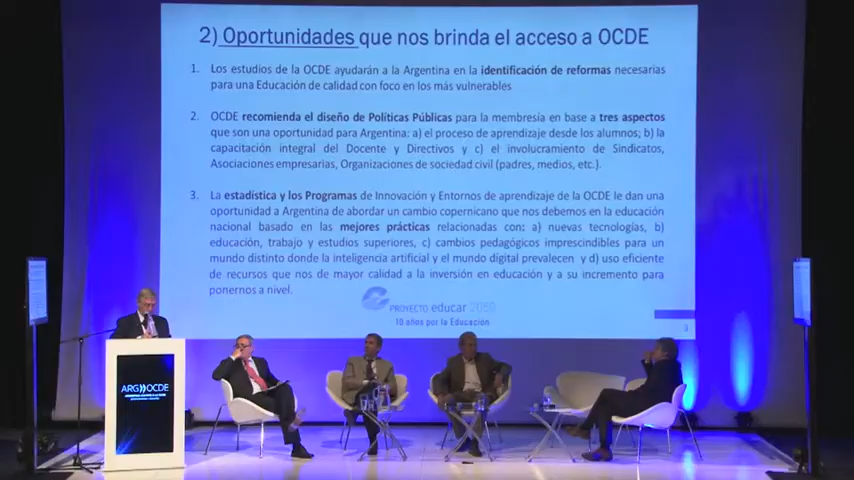 2) Oportunidades que nos brinda el acceso a OCDE
1. Los estudios de la OCDE ayudarán a la Argentina en la identificación de reformas necesarias
para una Educación de calidad con foco en los más vulnerables
2. OCDE recomienda el diseño de Políticas Públicas para la membresía en base a tres aspectos
que son una oportunidad para Argentina: a) el proceso de aprendizaje desde los alumnos; b) la
capacitación integral del Docente y Directivos y c) el involucramiento de Sindicatos,
Asociaciones empresarias, Organizaciones de sociedad civil (padres, medios, etc.).
3. La estadística y los Programas de Innovación y Entornos de aprendizaje de la OCDE le dan una
oportunidad a Argentina de abordar un cambio copernicano que nos debemos en la educación
nacional basado en las mejores prácticas relacionadas con: a) nuevas tecnologías, b)
educación, trabajo y estudios superiores, c) cambios pedagógicos imprescindibles para un
mundo distinto donde la inteligencia artificial y el mundo digital prevalecen y d) uso eficiente
de recursos que nos de mayor calidad a la inversión en educación y a su incremento para
ponernos a nivel.
PROYECTO educar 2050
10 años por la Educación
3
ARG》OCDE